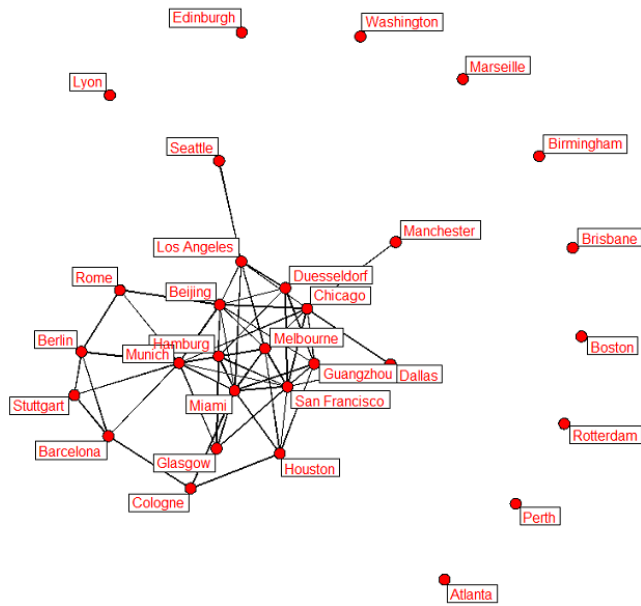 Edinburgh
Washington
Marseille
Lyon
Seattle
Birmingham
Manchester
Brisbane
Los Angeles
Duesseldorf
Rome
Beijing
Chicago
Berlin
Hamburg
Melbourne
Boston
Munich
Guangzhou
Dallas
Stuttgart
Miami
San Francisco
Rotterdam
Barcelona
Glasgow
Houston
Cologne
Perth
Atlanta